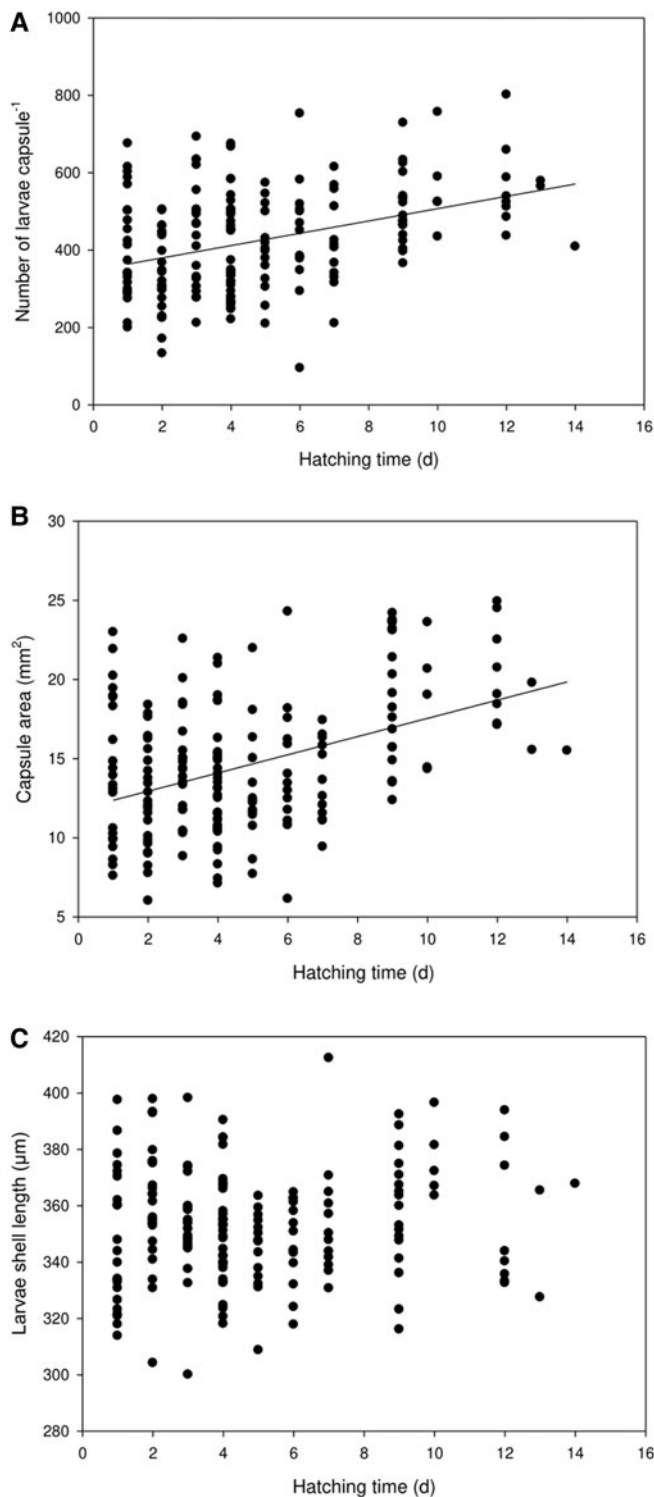 A
1000
800
600
400
200
0
Number of larvae capsule⁻¹
0 2 4 6 8 10 12 14 16
Hatching time (d)
B
30
25
20
15
10
5
Capsule area (mm²)
0 2 4 6 8 10 12 14 16
Hatching time (d)
C
420
400
380
360
340
320
300
280
Larvae shell length (µm)
0 2 4 6 8 10 12 14 16
Hatching time (d)